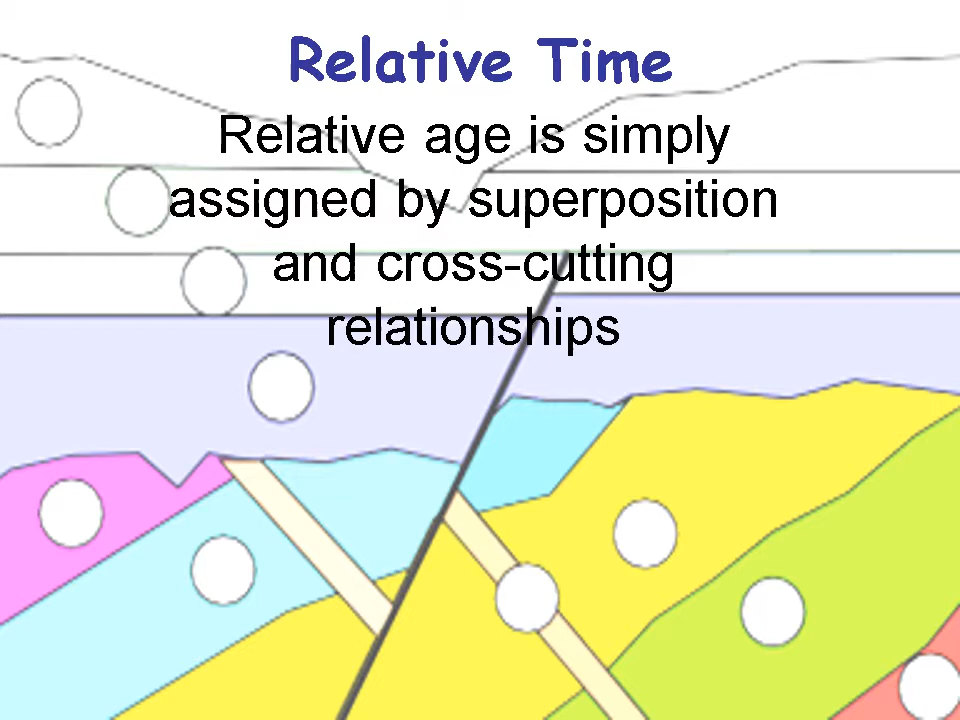 Relative Time
Relative age is simply
assigned by superposition
and cross-cutting
relationships